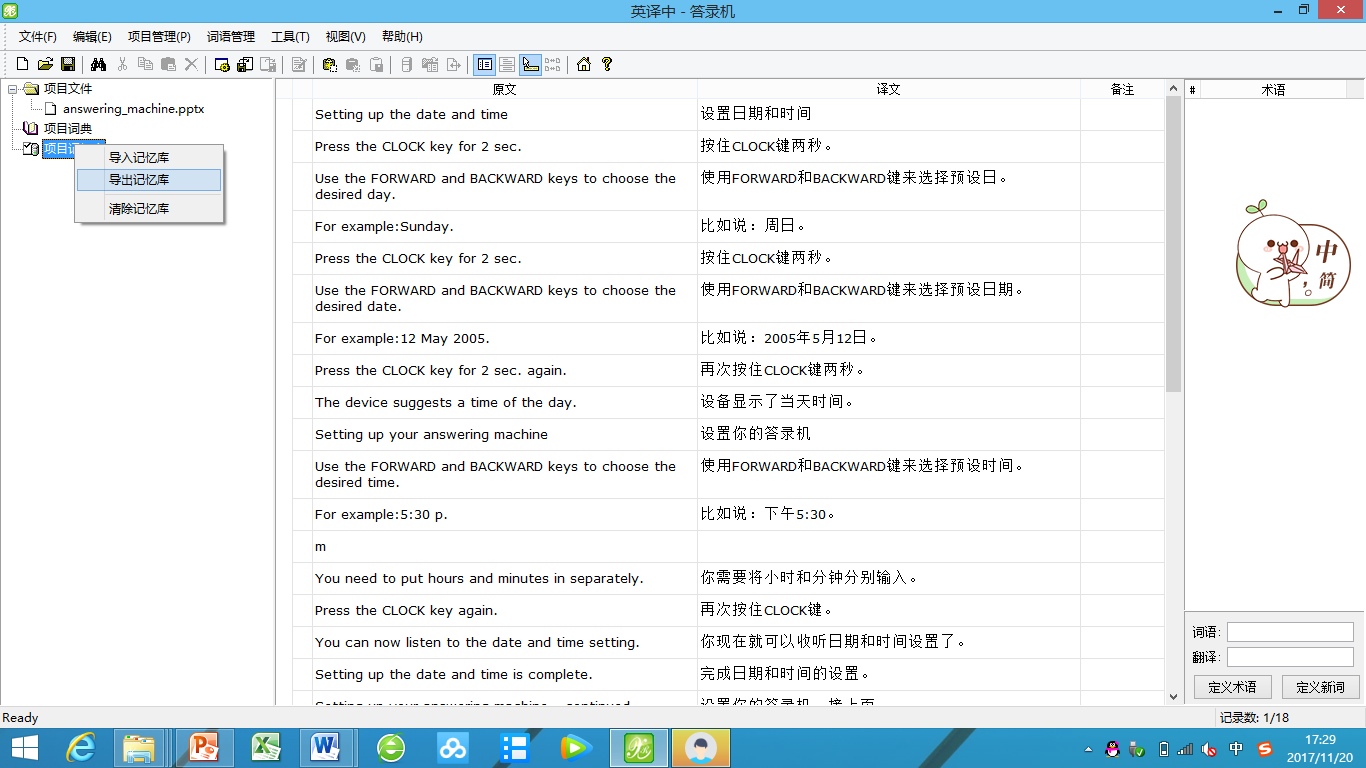 英译中 - 答录机
文件(F) 编辑(E) 项目管理(P) 词语管理 工具(T) 视图(V) 帮助(H)
项目文件
answering_machine.pptx
项目词典
导入记忆库
导出记忆库
清除记忆库
原文 译文 备注
Setting up the date and time 设置日期和时间
Press the CLOCK key for 2 sec. 按住CLOCK键两秒。
Use the FORWARD and BACKWARD keys to choose the desired day. 使用FORWARD和BACKWARD键来选择预设日。
For example:Sunday. 比如说：周日。
Press the CLOCK key for 2 sec. 按住CLOCK键两秒。
Use the FORWARD and BACKWARD keys to choose the desired date. 使用FORWARD和BACKWARD键来选择预设日期。
For example:12 May 2005. 比如说：2005年5月12日。
Press the CLOCK key for 2 sec. again. 再次按住CLOCK键两秒。
The device suggests a time of the day. 设备显示了当天时间。
Setting up your answering machine 设置你的答录机
Use the FORWARD and BACKWARD keys to choose the desired time. 使用FORWARD和BACKWARD键来选择预设时间。
For example:5:30 p. 比如说：下午5:30。
m
You need to put hours and minutes in separately. 你需要将小时和分钟分别输入。
Press the CLOCK key again. 再次按住CLOCK键。
You can now listen to the date and time setting. 你现在就可以收听日期和时间设置了。
Setting up the date and time is complete. 完成日期和时间的设置。
# 术语
中
，简
词语:
翻译:
定义术语 定义新词
Ready
记录数: 1/18
中
17:29
2017/11/20